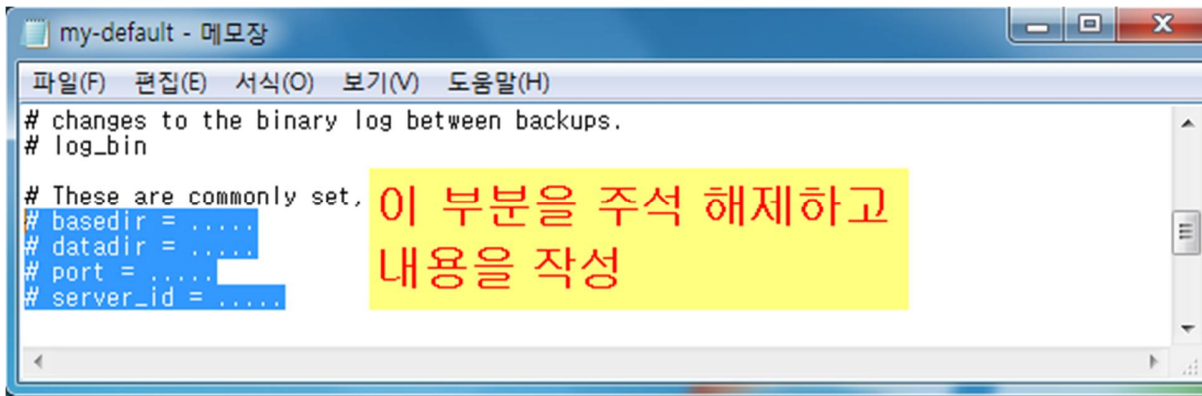 my-default - 메모장
파일(F) 편집(E) 서식(O) 보기(V) 도움말(H)
# changes to the binary log between backups.
# log_bin
# These are commonly set,
# basedir = .....
# datadir = .....
# port = .....
# server_id = .....
이 부분을 주석 해제하고
내용을 작성